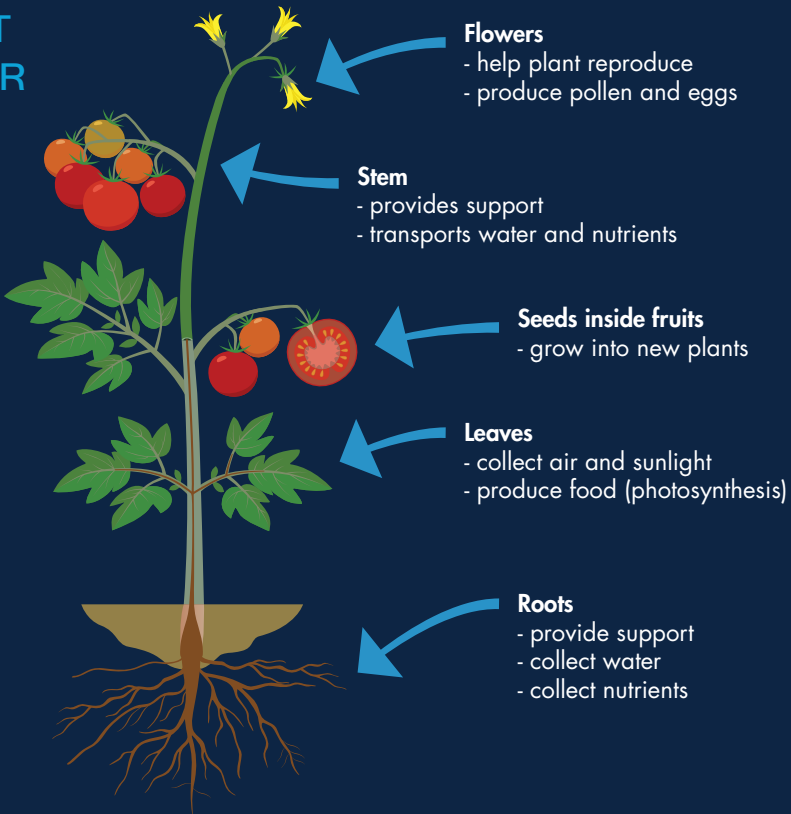 T
R
Flowers
- help plant reproduce
- produce pollen and eggs
Stem
- provides support
- transports water and nutrients
Seeds inside fruits
- grow into new plants
Leaves
- collect air and sunlight
- produce food (photosynthesis)
Roots
- provide support
- collect water
- collect nutrients